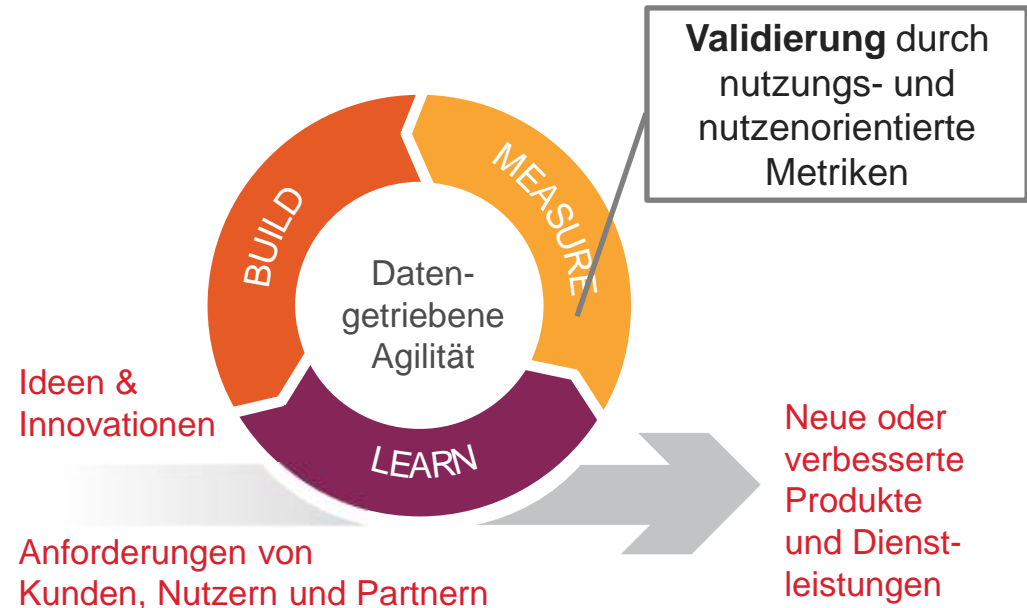 Validierung durch
nutzungs- und
nutzenorientierte
Metriken
BUILD
MEASURE
LEARN
Daten-
getriebene
Agilität
Ideen &
Innovationen
Anforderungen von
Kunden, Nutzern und Partnern
Neue oder
verbesserte
Produkte
und Dienst-
leistungen